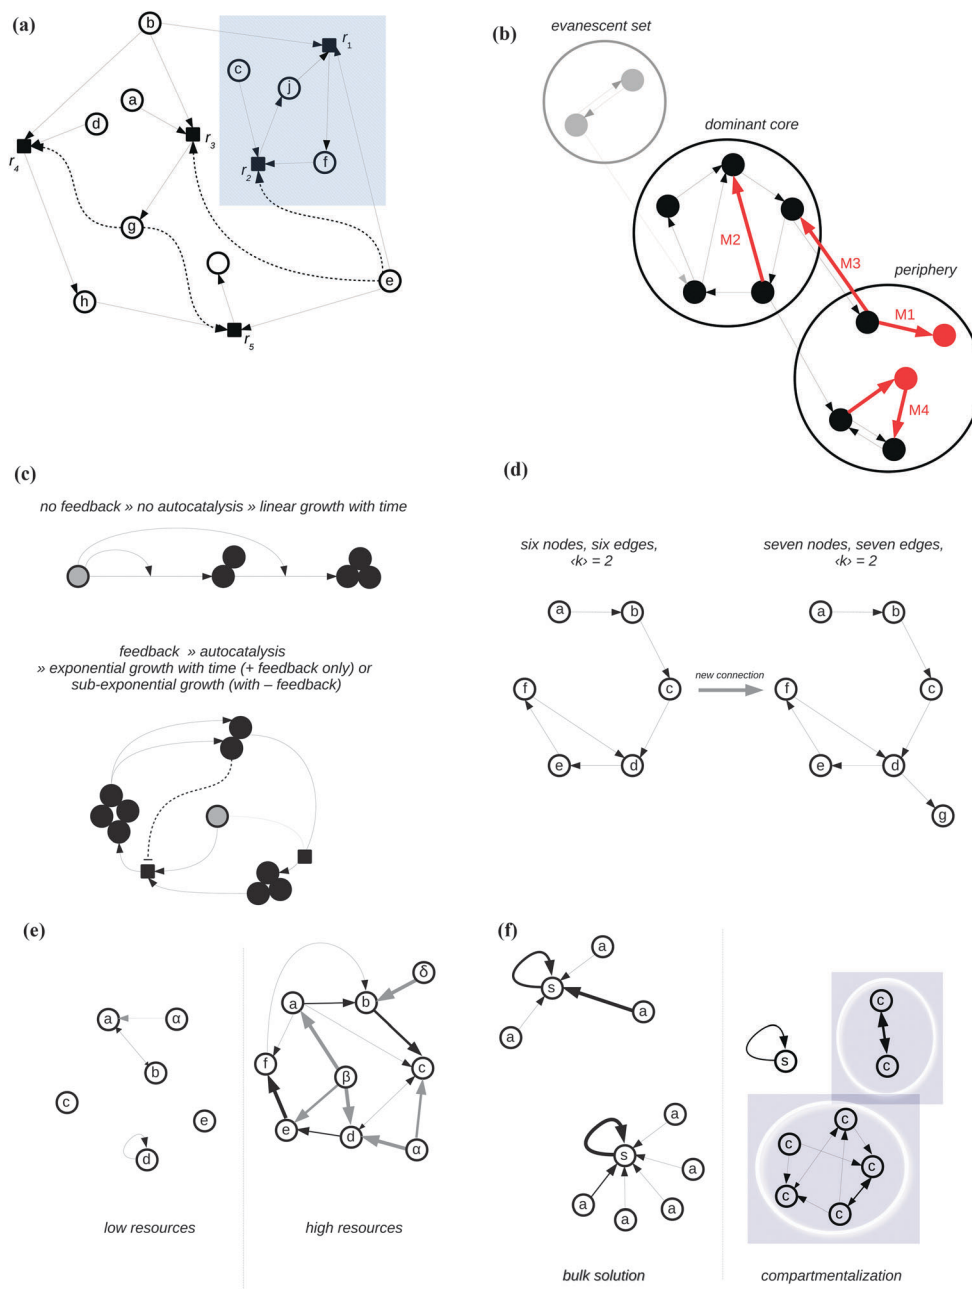 (a)
b
r1
c
j
a
d
r3
r4
r2
f
g
e
h
r5
(b)
evanescent set
dominant core
M2
M3
periphery
M1
M4
(c)
no feedback » no autocatalysis » linear growth with time
feedback » autocatalysis
» exponential growth with time (+ feedback only) or
sub-exponential growth (with – feedback)
(d)
six nodes, six edges,
‹k› = 2
seven nodes, seven edges,
‹k› = 2
a
b
c
f
e
d
new connection
a
b
c
f
e
d
g
(e)
a
α
b
c
e
d
low resources
δ
a
b
f
β
c
e
d
α
high resources
(f)
a
s
a
a
a
s
a
a
a
a
a
bulk solution
c
c
s
c
c
c
c
c
compartmentalization